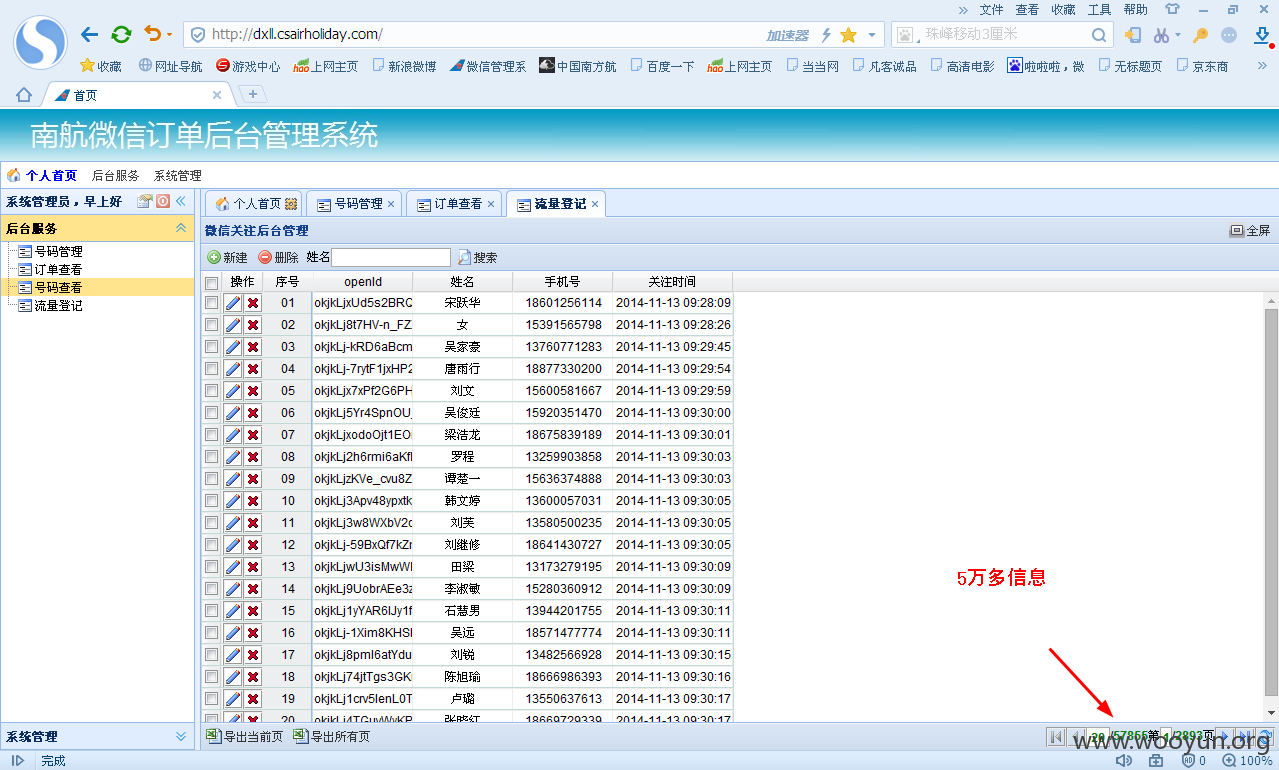 » 文件 查看 收藏 工具 帮助
http://dxll.csairholiday.com/ 加速器 珠峰移动3厘米
收藏 网址导航 游戏中心 上网主页 新浪微博 微信管理系 中国南方航 百度一下 上网主页 当当网 凡客诚品 高清电影 啦啦啦，微 无标题页 京东商 »
首页
南航微信订单后台管理系统
个人首页 后台服务 系统管理
系统管理员，早上好
个人首页 号码管理 订单查看 流量登记
后台服务
号码管理
订单查看
号码查看
流量登记
微信关注后台管理 全屏
新建 删除 姓名 搜索
操作 序号 openId 姓名 手机号 关注时间
01 okjkLjxUd5s2BRC 宋跃华 18601256114 2014-11-13 09:28:09
02 okjkLj8t7HV-n_FZ 女 15391565798 2014-11-13 09:28:26
03 okjkLj-kRD6aBcm 吴家豪 13760771283 2014-11-13 09:29:45
04 okjkLj-7rytF1jxHP2 唐雨行 18877330200 2014-11-13 09:29:54
05 okjkLjx7xPf2G6PH 刘文 15600581667 2014-11-13 09:29:59
06 okjkLj5Yr4SpnOU 吴俊廷 15920351470 2014-11-13 09:30:00
07 okjkLjxodoOjt1EO 梁浩龙 18675839189 2014-11-13 09:30:01
08 okjkLj2h6rmi6aKf 罗程 13259903858 2014-11-13 09:30:03
09 okjkLjzKVe_cvu8Z 谭楚一 15636374888 2014-11-13 09:30:03
10 okjkLj3Apv48ypxtk 韩文婷 13600057031 2014-11-13 09:30:05
11 okjkLj3w8WXbV2 刘芙 13580500235 2014-11-13 09:30:05
12 okjkLj-59BxQf7kZ 刘继修 18641430727 2014-11-13 09:30:05
13 okjkLjwU3isMwW 田梁 13173279195 2014-11-13 09:30:09
14 okjkLj9UobrAEe3z 李淑敏 15280360912 2014-11-13 09:30:09
15 okjkLj1yYAR6IJy1f 石慧男 13944201755 2014-11-13 09:30:11
16 okjkLj-1Xim8KHS 吴远 18571477774 2014-11-13 09:30:11
17 okjkLj8pml6atYdu 刘锐 13482566928 2014-11-13 09:30:15
18 okjkLj74jtTgs3GK 陈旭瑜 18666986393 2014-11-13 09:30:16
19 okjkLj1crv5IenL0T 卢璐 13550637613 2014-11-13 09:30:17
20 okjkLj4TGuvWvKP 张晓红 18669729339 2014-11-13 09:30:17
5万多信息
系统管理
导出当前页 导出所有页 20 /57855第 1 /2893页
www.wooyun.org
完成 0 100%